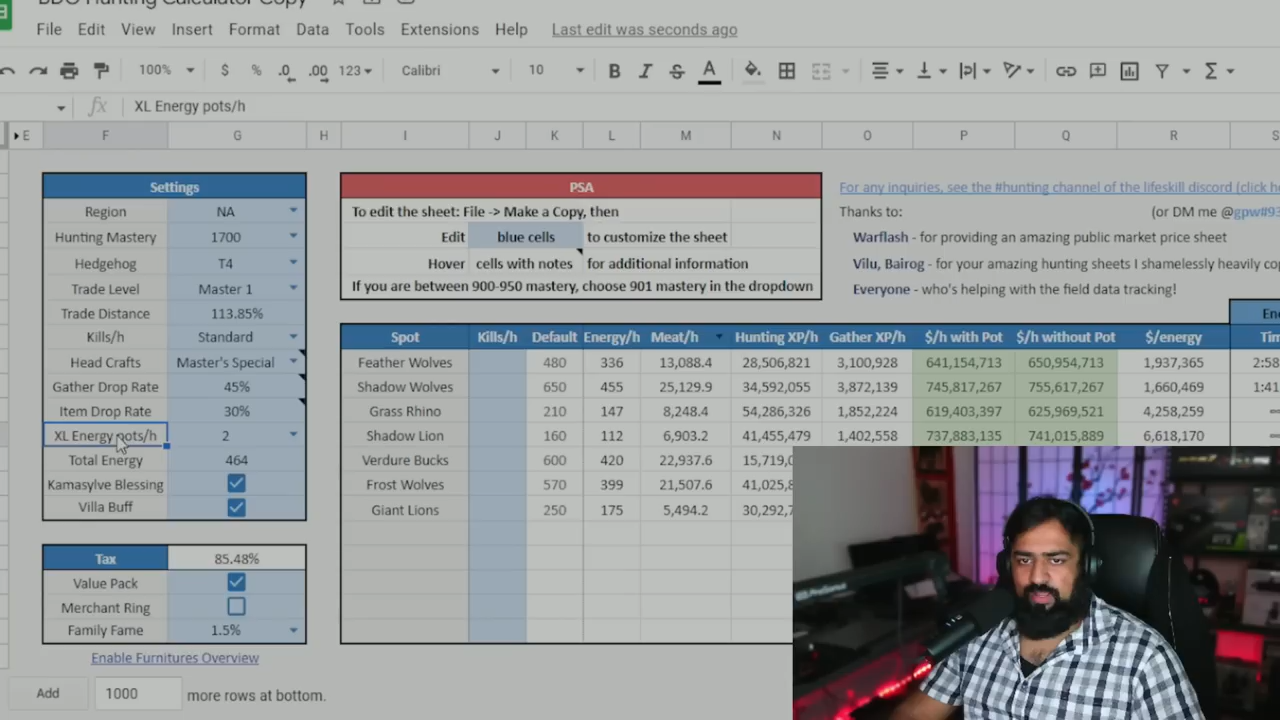 BDO Hunting Calculator Copy
File Edit View Insert Format Data Tools Extensions Help Last edit was seconds ago
100% $ % .0 .00 123 Calibri 10 B I S A
fx XL Energy pots/h
E F G H I J K L M N O P Q R S
Settings
Region NA
Hunting Mastery 1700
Hedgehog T4
Trade Level Master 1
Trade Distance 113.85%
Kills/h Standard
Head Crafts Master's Special
Gather Drop Rate 45%
Item Drop Rate 30%
XL Energy pots/h 2
Total Energy 464
Kamasylve Blessing
Villa Buff
Tax 85.48%
Value Pack
Merchant Ring
Family Fame 1.5%
Enable Furnitures Overview
Add 1000 more rows at bottom.
PSA
To edit the sheet: File -> Make a Copy, then
Edit blue cells to customize the sheet
Hover cells with notes for additional information
If you are between 900-950 mastery, choose 901 mastery in the dropdown
For any inquiries, see the #hunting channel of the lifeskill discord (click
Thanks to: (or DM me @gpw#93
Warflash - for providing an amazing public market price sheet
Vilu, Bairog - for your amazing hunting sheets I shamelessly heavily
Everyone - who's helping with the field data tracking!
Spot Kills/h Default Energy/h Meat/h Hunting XP/h Gather XP/h $/h with Pot $/h without Pot $/energy
Feather Wolves 480 336 13,088.4 28,506,821 3,100,928 641,154,713 650,954,713 1,937,365 2:58
Shadow Wolves 650 455 25,129.9 34,592,055 3,872,139 745,817,267 755,617,267 1,660,469 1:41
Grass Rhino 210 147 8,248.4 54,286,326 1,852,224 619,403,397 625,969,521 4,258,259
Shadow Lion 160 112 6,903.2 41,455,479 1,402,558 737,883,135 741,015,889 6,618,170
Verdure Bucks 600 420 22,937.6 15,719,0
Frost Wolves 570 399 21,507.6 41,025,8
Giant Lions 250 175 5,494.2 30,292,7